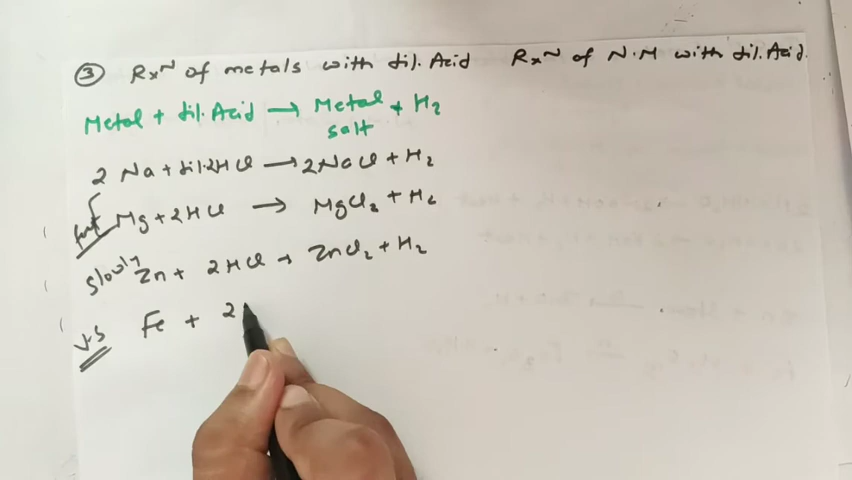 ③ Rxⁿ of metals with dil. Acid Rxⁿ of N·M with dil. Acid.
Metal + dil. Acid → Metal salt + H₂
2 Na + dil·2HCl → 2NaCl + H₂
fast Mg + 2HCl → MgCl₂ + H₂
Slowly Zn + 2HCl → ZnCl₂ + H₂
V·S Fe + 2